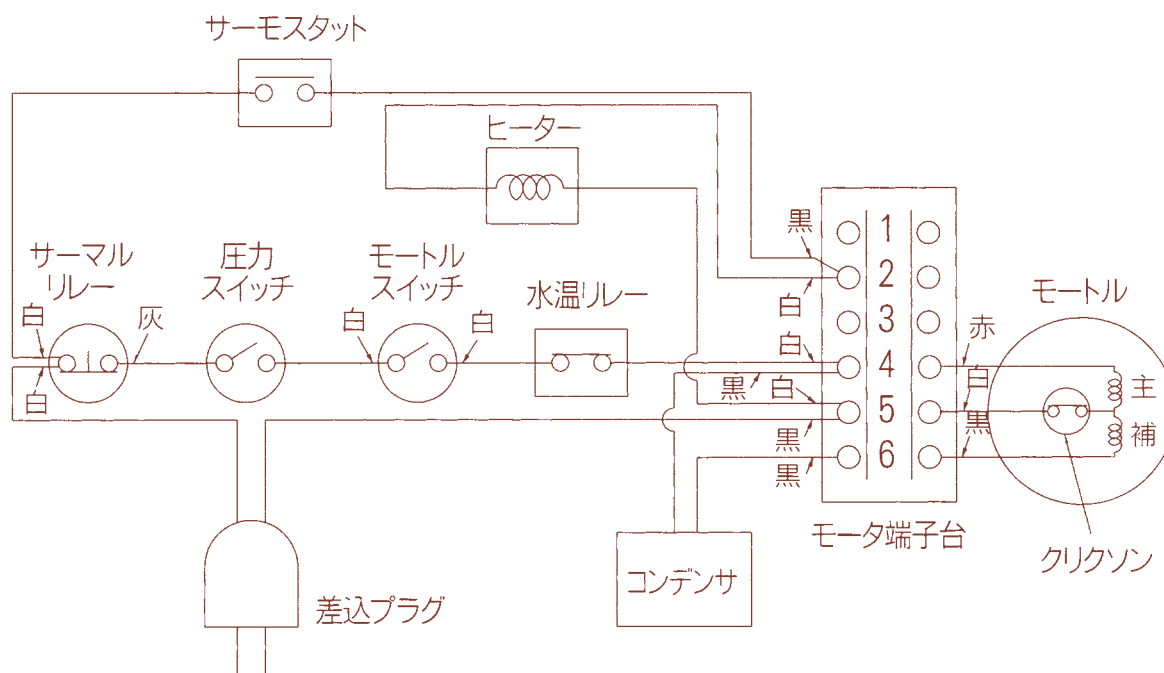 サーモスタット
ヒーター
サーマル
リレー
圧力
スイッチ
モートル
スイッチ
水温リレー
白
灰
白
白
白
黒
白
白
黒
白
黒
黒
1
2
3
4
5
6
モータ端子台
モートル
赤
白
黒
主
補
クリクソン
コンデンサ
差込プラグ